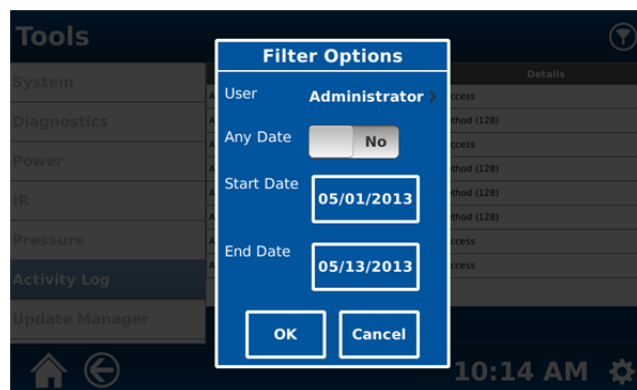 Tools
Filter Options
System
Details
User
Administrator >
A
ccess
Diagnostics
A
thod (128)
Any Date
No
A
ccess
Power
A
thod (128)
Start Date
05/01/2013
IR
A
thod (128)
A
thod (128)
Pressure
A
ccess
End Date
05/13/2013
A
ccess
Activity Log
Update Manager
OK
Cancel
10:14 AM